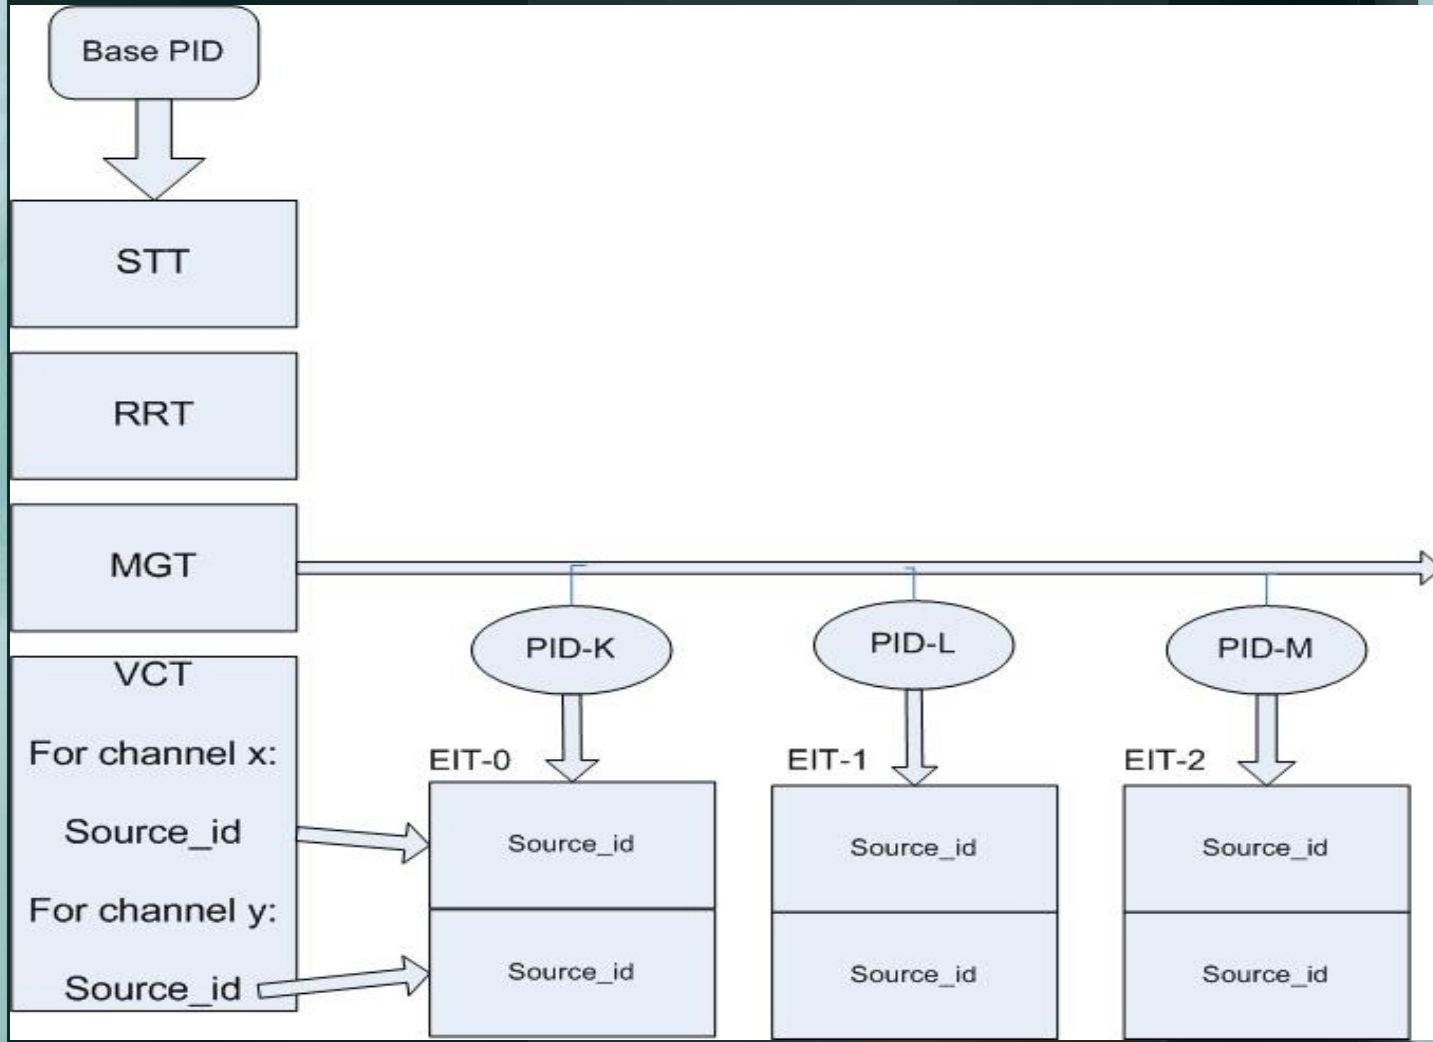 Base PID
STT
RRT
MGT
PID-K
PID-L
PID-M
VCT
For channel x:
Source_id
For channel y:
Source_id
EIT-0
Source_id
Source_id
EIT-1
Source_id
Source_id
EIT-2
Source_id
Source_id